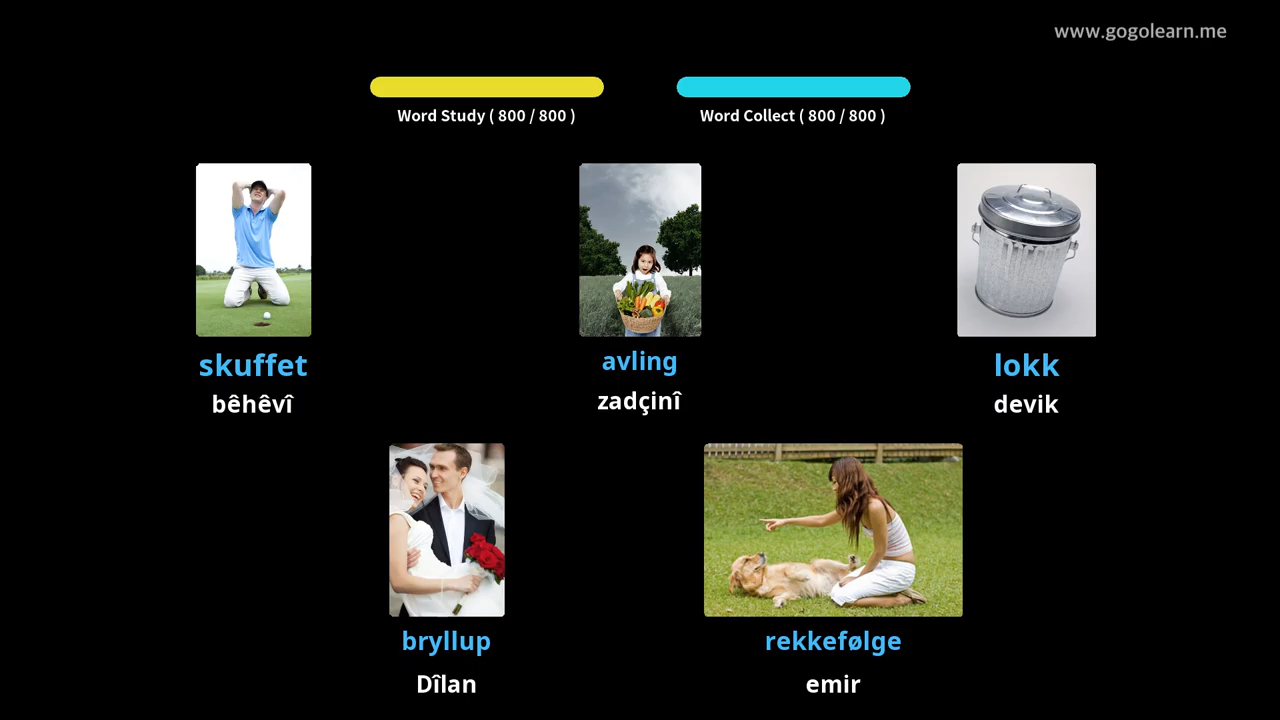 www.gogolearn.me
Word Study ( 800 / 800 )
Word Collect ( 800 / 800 )
skuffet
bêhêvî
avling
zadçinî
lokk
devik
bryllup
Dîlan
rekkefølge
emir